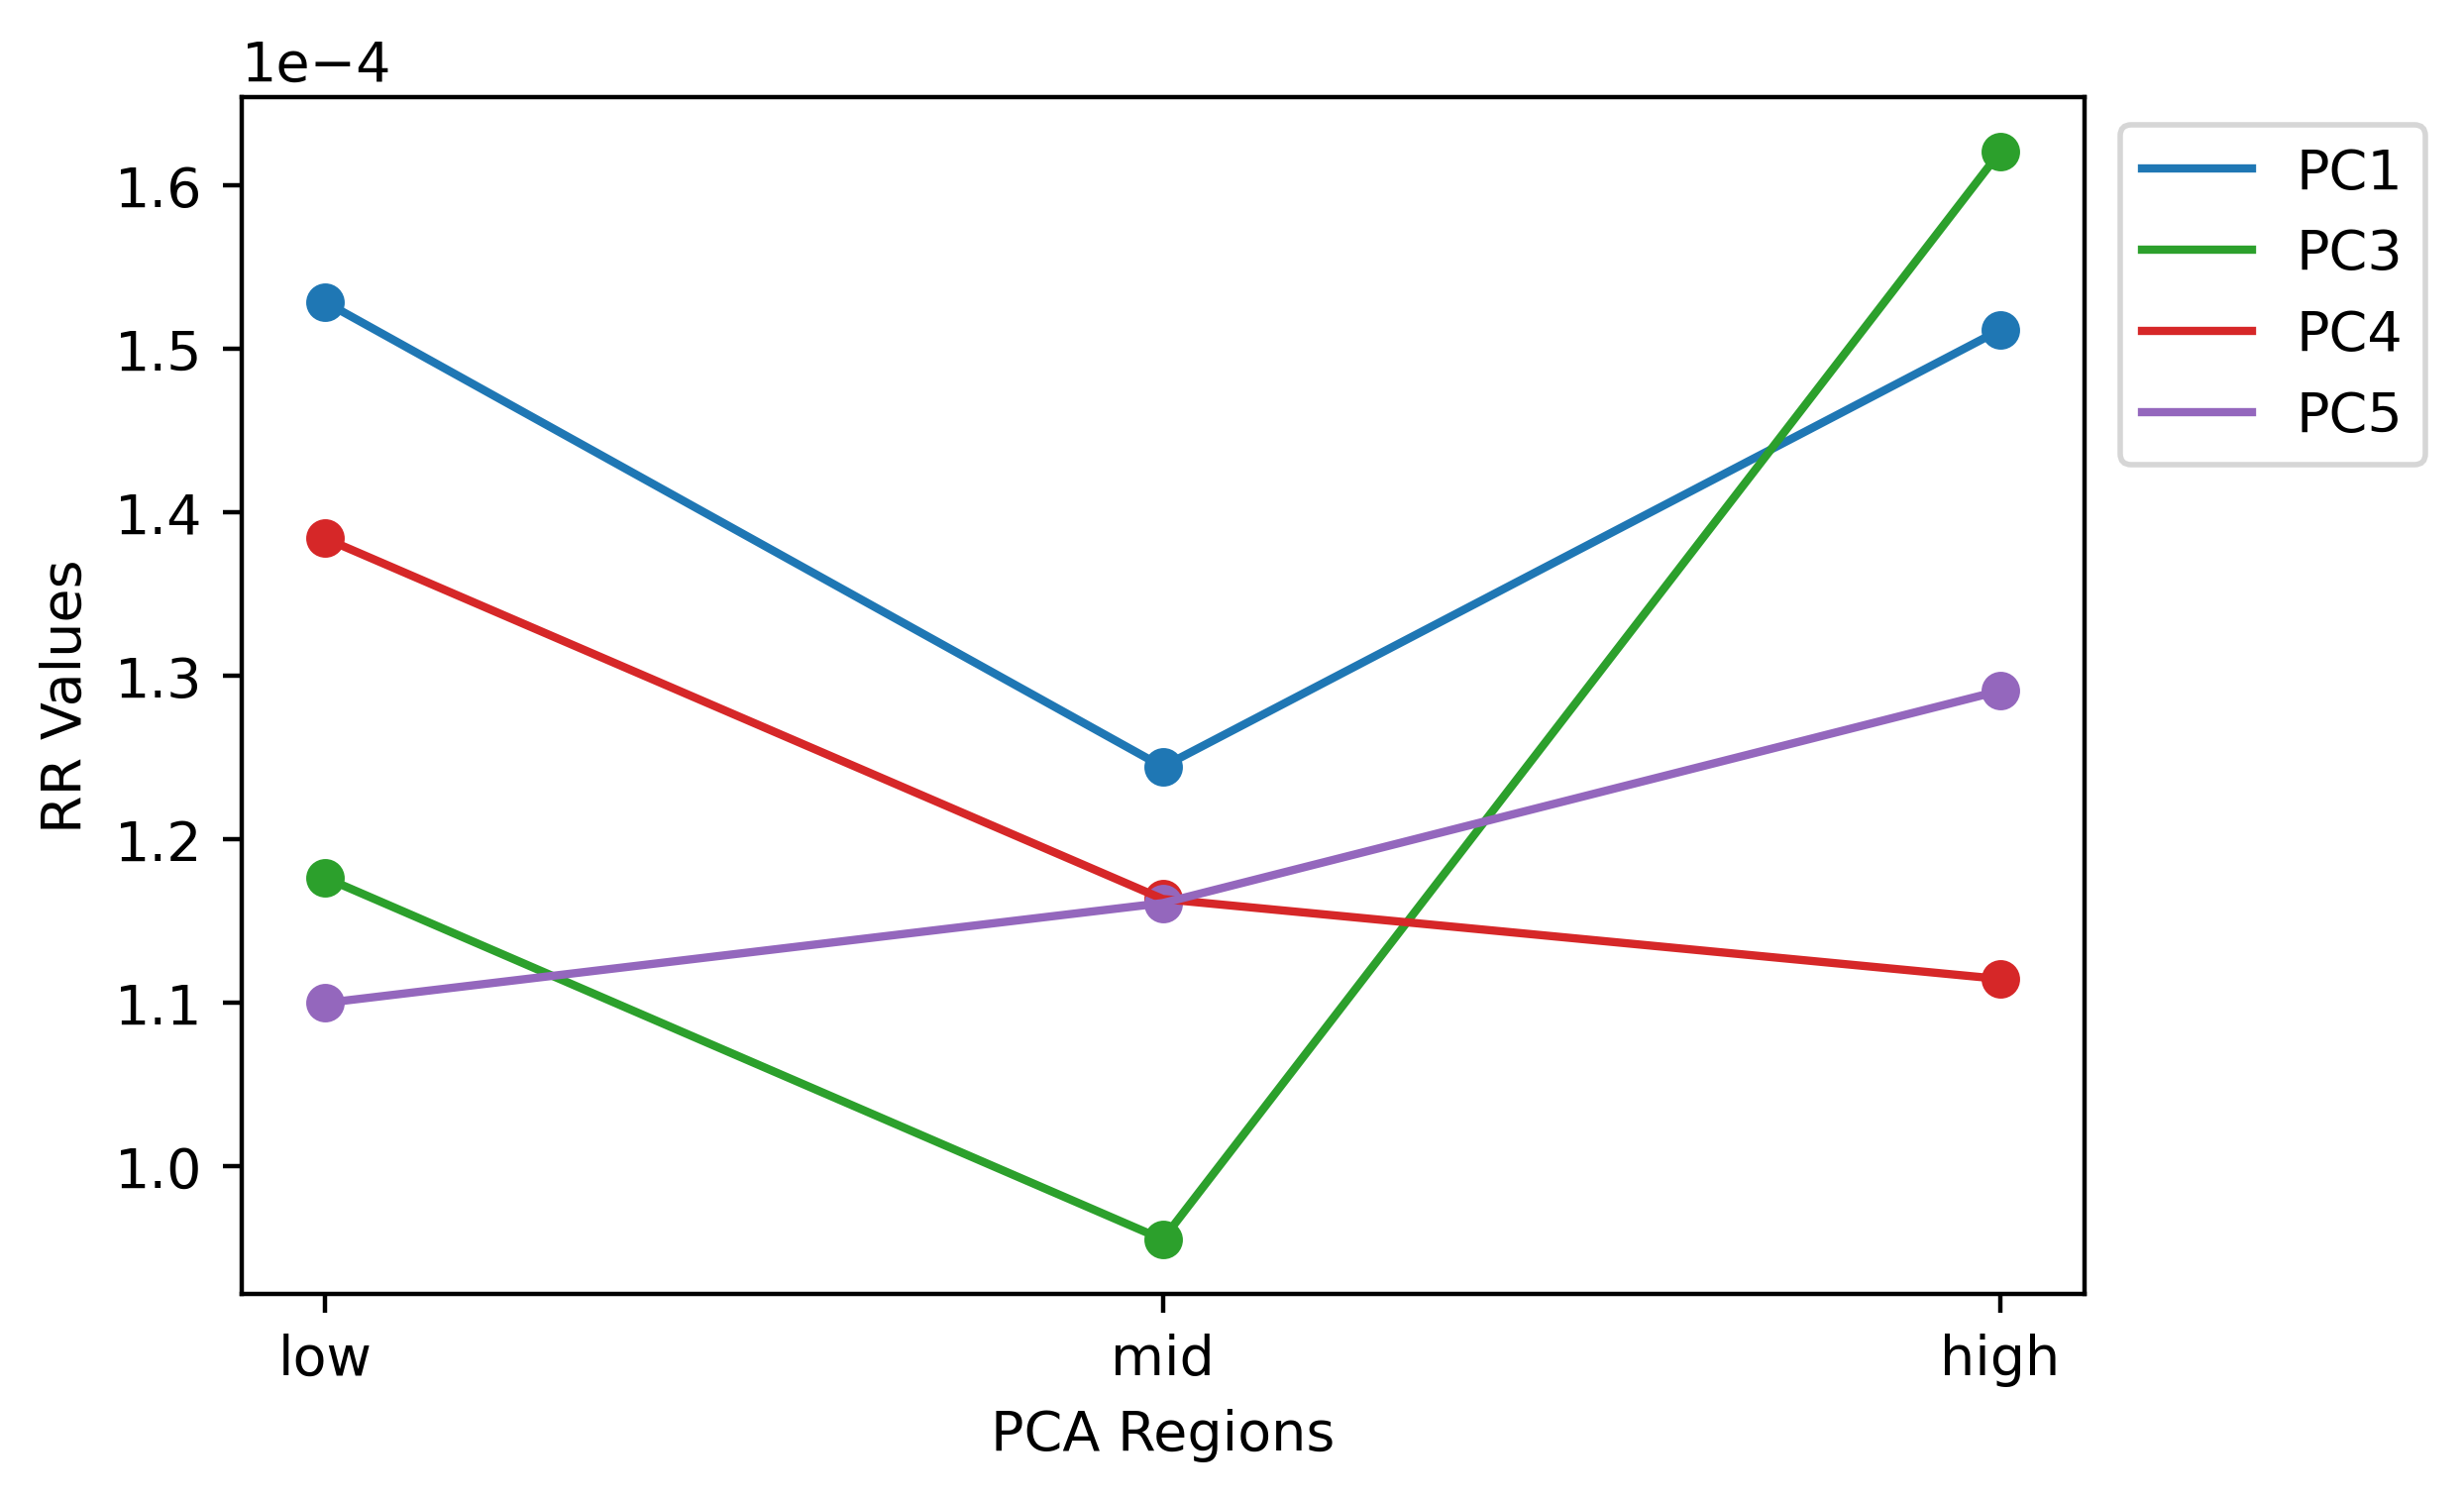 1e−4
1.6
1.5
1.4
1.3
1.2
1.1
1.0
RR Values
low
mid
high
PCA Regions
PC1
PC3
PC4
PC5